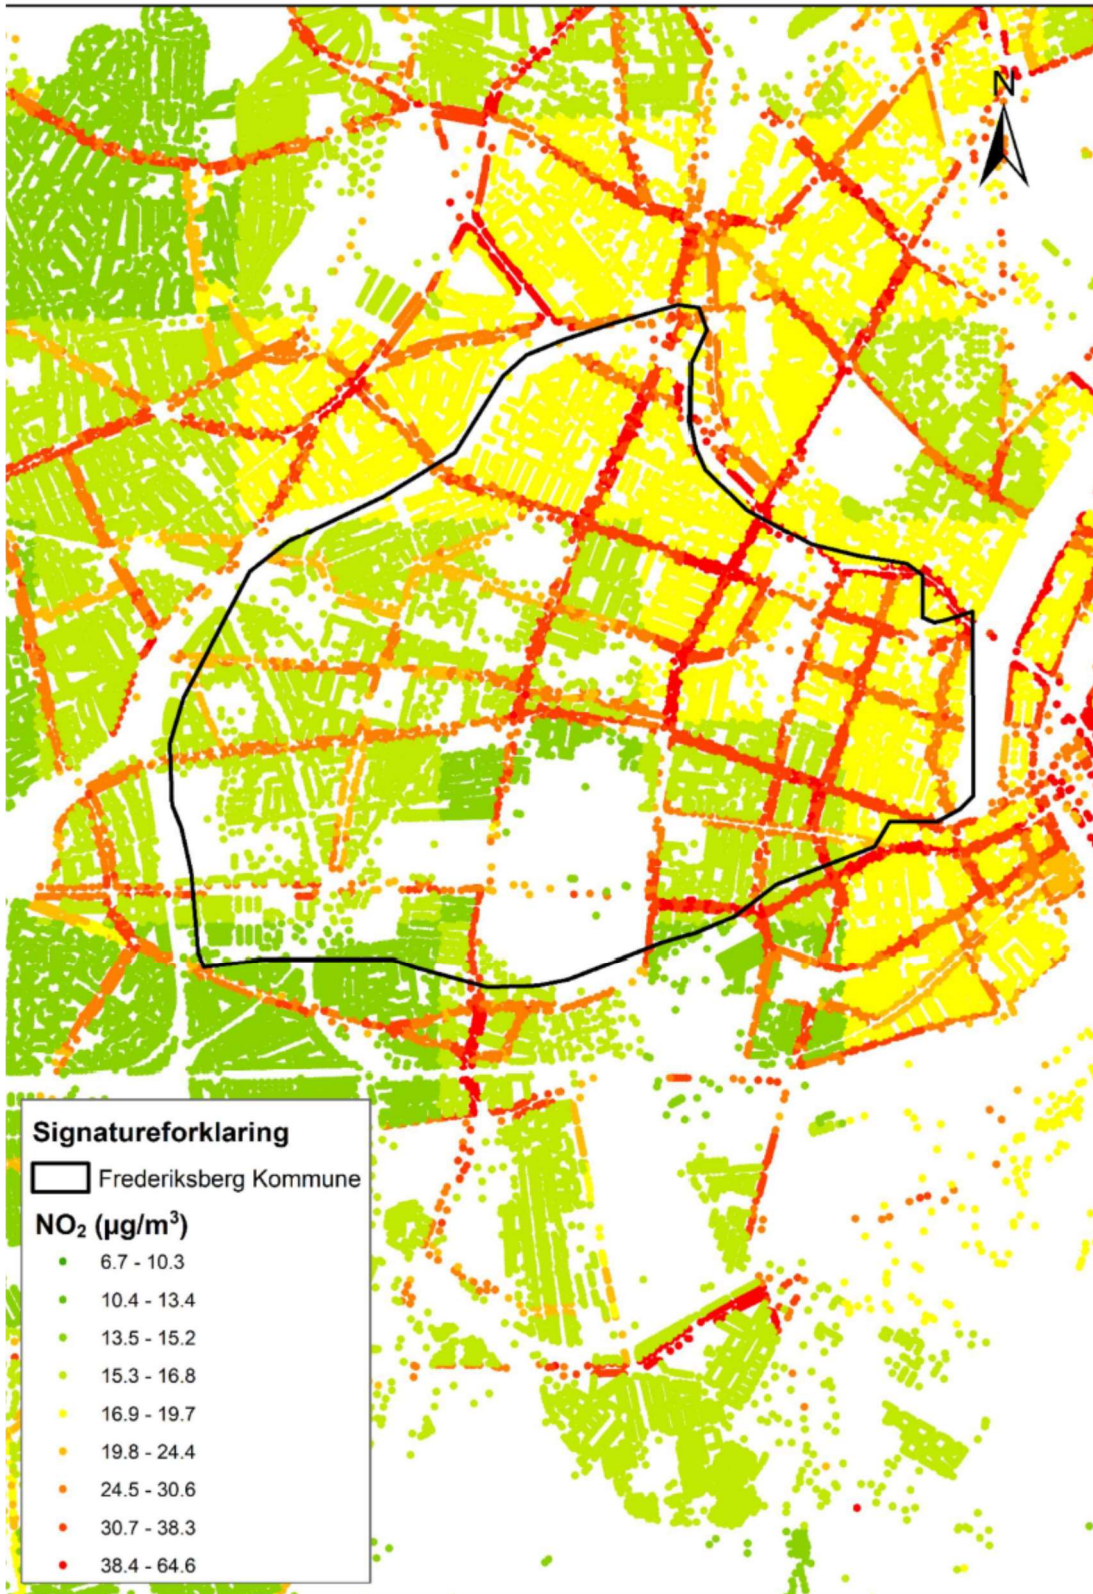 N
Signatureforklaring
Frederiksberg Kommune
NO₂ (µg/m³)
6.7 - 10.3
10.4 - 13.4
13.5 - 15.2
15.3 - 16.8
16.9 - 19.7
19.8 - 24.4
24.5 - 30.6
30.7 - 38.3
38.4 - 64.6